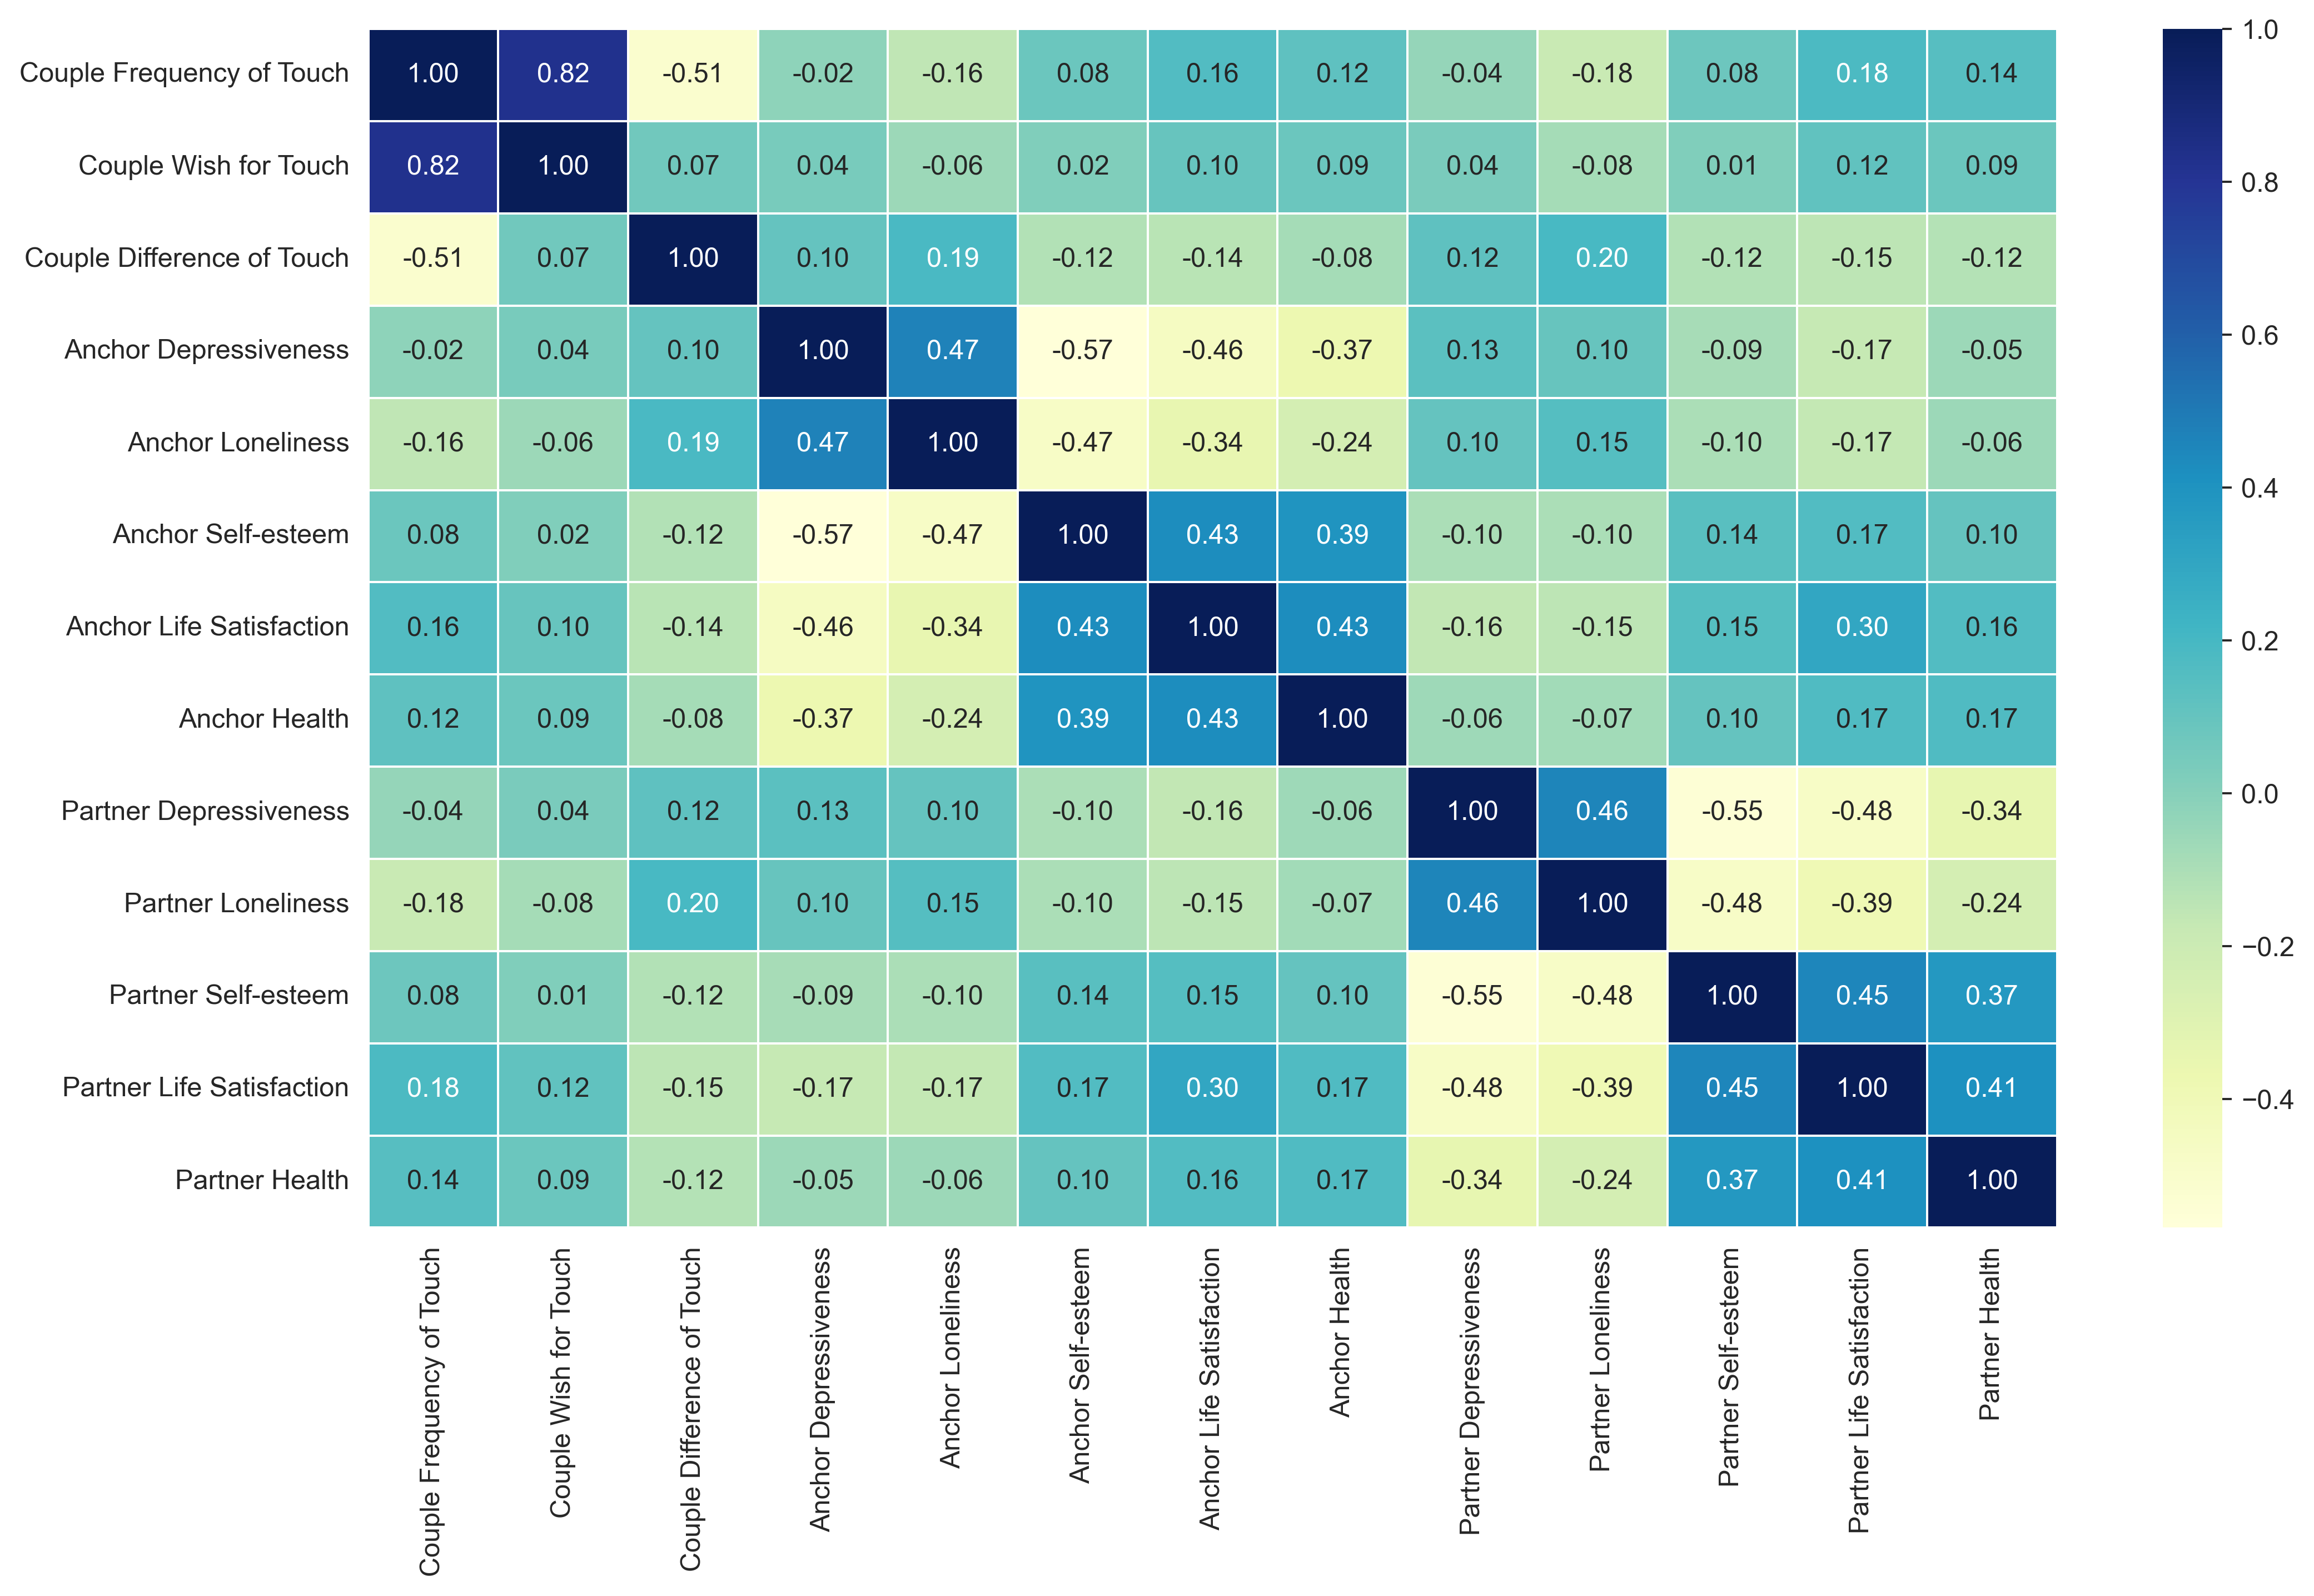 Couple Frequency of Touch 1.00 0.82 -0.51 -0.02 -0.16 0.08 0.16 0.12 -0.04 -0.18 0.08 0.18 0.14
Couple Wish for Touch 0.82 1.00 0.07 0.04 -0.06 0.02 0.10 0.09 0.04 -0.08 0.01 0.12 0.09
Couple Difference of Touch -0.51 0.07 1.00 0.10 0.19 -0.12 -0.14 -0.08 0.12 0.20 -0.12 -0.15 -0.12
Anchor Depressiveness -0.02 0.04 0.10 1.00 0.47 -0.57 -0.46 -0.37 0.13 0.10 -0.09 -0.17 -0.05
Anchor Loneliness -0.16 -0.06 0.19 0.47 1.00 -0.47 -0.34 -0.24 0.10 0.15 -0.10 -0.17 -0.06
Anchor Self-esteem 0.08 0.02 -0.12 -0.57 -0.47 1.00 0.43 0.39 -0.10 -0.10 0.14 0.17 0.10
Anchor Life Satisfaction 0.16 0.10 -0.14 -0.46 -0.34 0.43 1.00 0.43 -0.16 -0.15 0.15 0.30 0.16
Anchor Health 0.12 0.09 -0.08 -0.37 -0.24 0.39 0.43 1.00 -0.06 -0.07 0.10 0.17 0.17
Partner Depressiveness -0.04 0.04 0.12 0.13 0.10 -0.10 -0.16 -0.06 1.00 0.46 -0.55 -0.48 -0.34
Partner Loneliness -0.18 -0.08 0.20 0.10 0.15 -0.10 -0.15 -0.07 0.46 1.00 -0.48 -0.39 -0.24
Partner Self-esteem 0.08 0.01 -0.12 -0.09 -0.10 0.14 0.15 0.10 -0.55 -0.48 1.00 0.45 0.37
Partner Life Satisfaction 0.18 0.12 -0.15 -0.17 -0.17 0.17 0.30 0.17 -0.48 -0.39 0.45 1.00 0.41
Partner Health 0.14 0.09 -0.12 -0.05 -0.06 0.10 0.16 0.17 -0.34 -0.24 0.37 0.41 1.00
Couple Frequency of Touch
Couple Wish for Touch
Couple Difference of Touch
Anchor Depressiveness
Anchor Loneliness
Anchor Self-esteem
Anchor Life Satisfaction
Anchor Health
Partner Depressiveness
Partner Loneliness
Partner Self-esteem
Partner Life Satisfaction
Partner Health
1.0
0.8
0.6
0.4
0.2
0.0
−0.2
−0.4